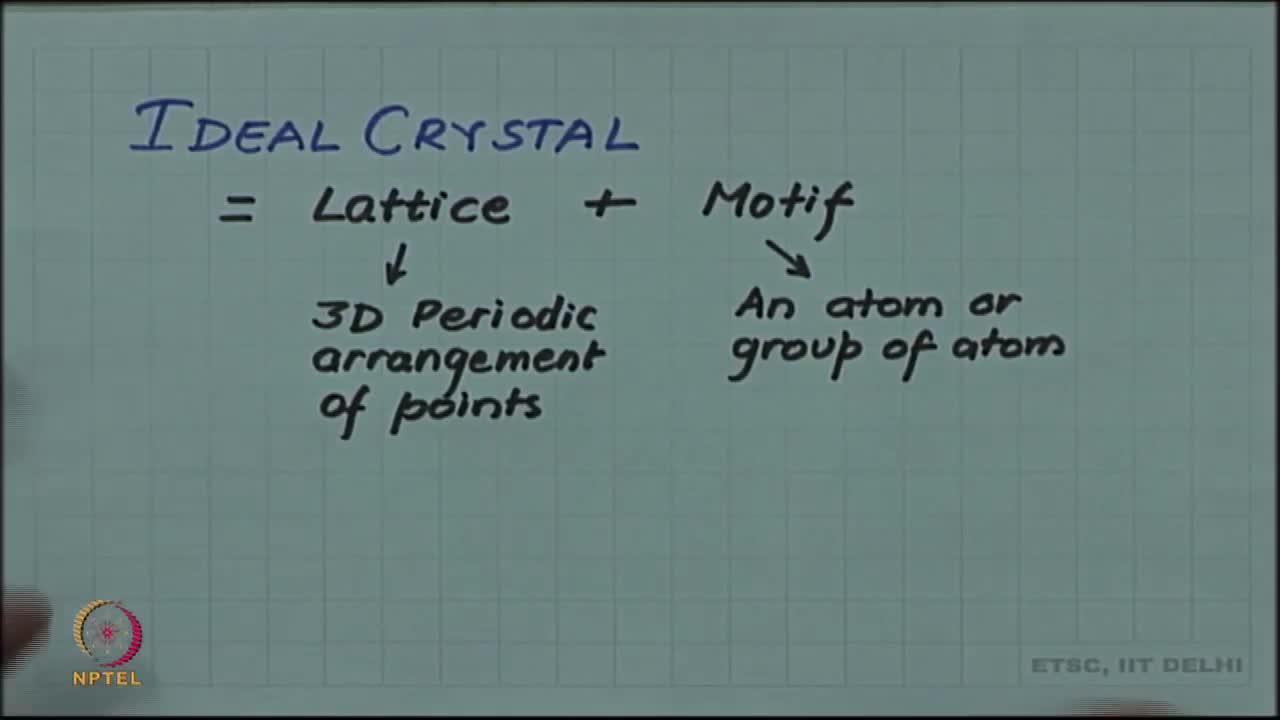 IDEAL CRYSTAL
= Lattice + Motif
↓ ↘
3D Periodic
arrangement
of points
An atom or
group of atom
NPTEL
ETSC, IIT DELHI